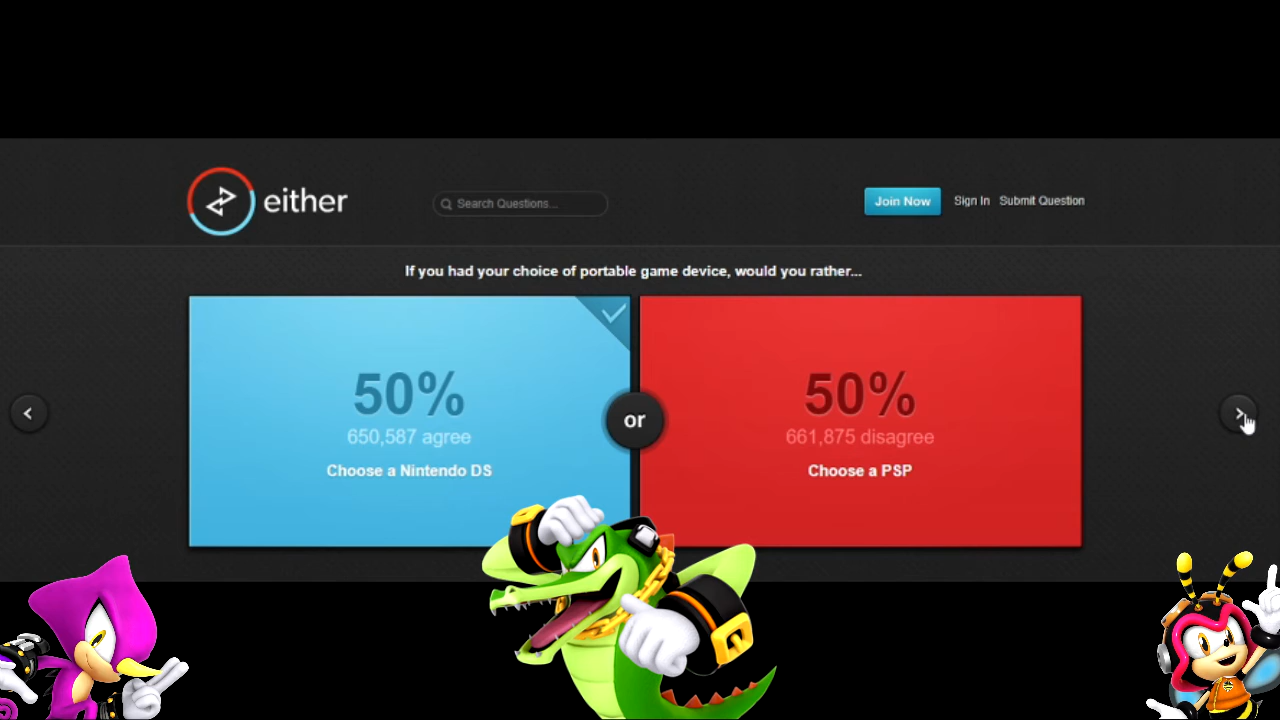 either
Search Questions...
Join Now
Sign In
Submit Question
If you had your choice of portable game device, would you rather...
50%
650,587 agree
Choose a Nintendo DS
or
50%
661,875 disagree
Choose a PSP